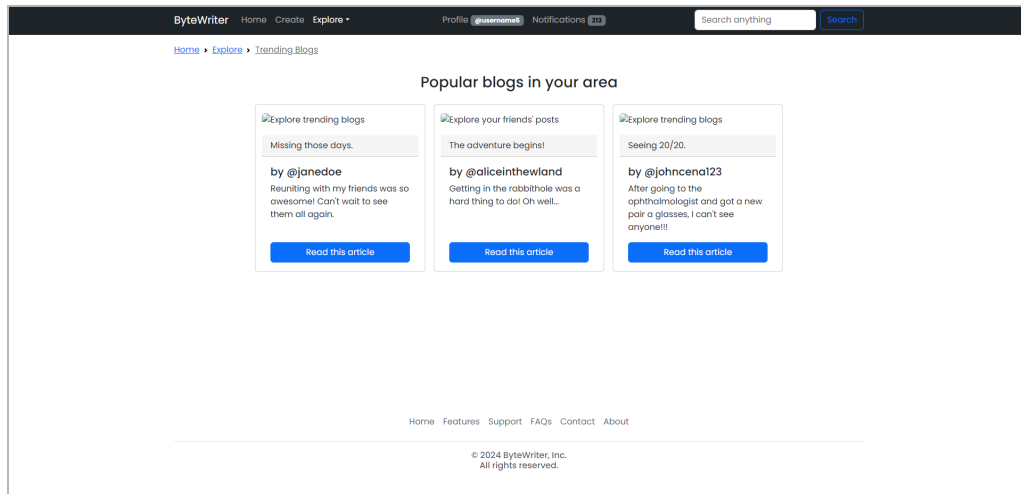 ByteWriter Home Create Explore Profile @username5 Notifications 213 Search anything Search
Home › Explore › Trending Blogs
Popular blogs in your area
Explore trending blogs
Missing those days.
by @janedoe
Reuniting with my friends was so
awesome! Can't wait to see
them all again.
Read this article
Explore your friends' posts
The adventure begins!
by @aliceinthewland
Getting in the rabbithole was a
hard thing to do! Oh well...
Read this article
Explore trending blogs
Seeing 20/20.
by @johncena123
After going to the
ophthalmologist and got a new
pair a glasses, I can't see
anyone!!!
Read this article
Home Features Support FAQs Contact About
© 2024 ByteWriter, Inc.
All rights reserved.